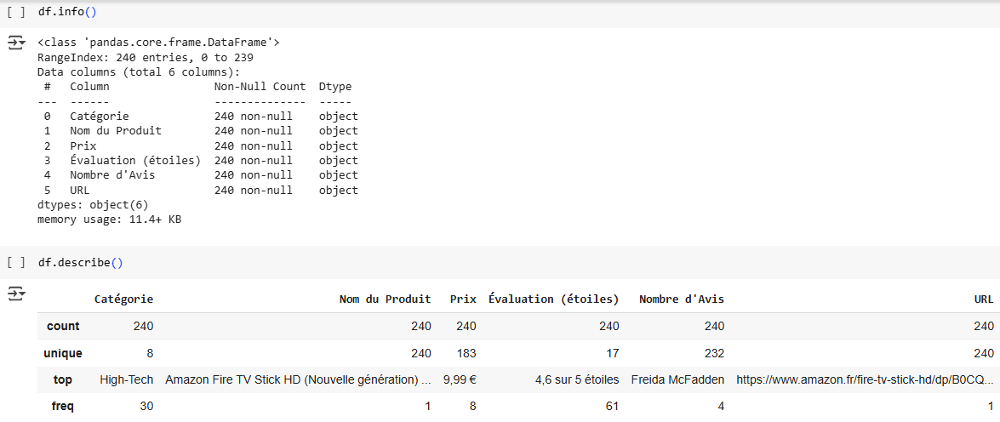 [ ] df.info()
<class 'pandas.core.frame.DataFrame'>
RangeIndex: 240 entries, 0 to 239
Data columns (total 6 columns):
# Column Non-Null Count Dtype
--- ------ -------------- -----
0 Catégorie 240 non-null object
1 Nom du Produit 240 non-null object
2 Prix 240 non-null object
3 Évaluation (étoiles) 240 non-null object
4 Nombre d'Avis 240 non-null object
5 URL 240 non-null object
dtypes: object(6)
memory usage: 11.4+ KB
[ ] df.describe()
Catégorie Nom du Produit Prix Évaluation (étoiles) Nombre d'Avis URL
count 240 240 240 240 240 240
unique 8 240 183 17 232 240
top High-Tech Amazon Fire TV Stick HD (Nouvelle génération) ... 9,99 € 4,6 sur 5 étoiles Freida McFadden https://www.amazon.fr/fire-tv-stick-hd/dp/B0CQ...
freq 30 1 8 61 4 1